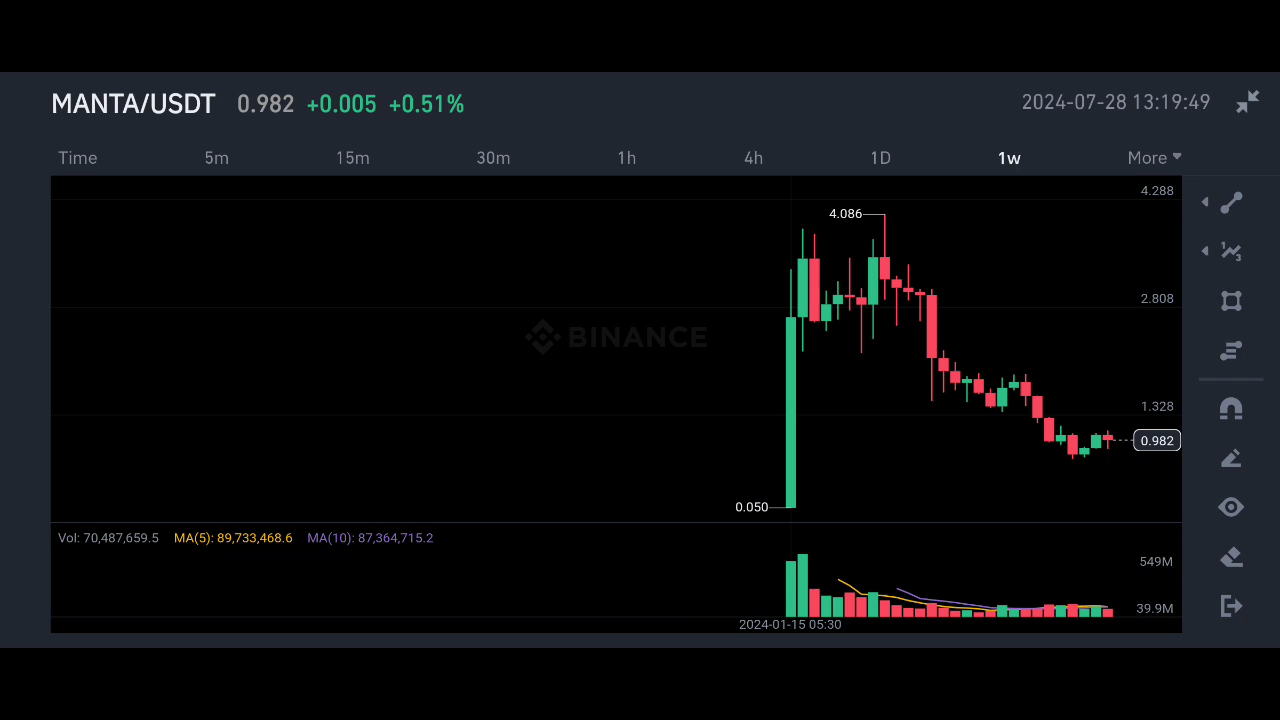 MANTA/USDT 0.982 +0.005 +0.51% 2024-07-28 13:19:49
Time 5m 15m 30m 1h 4h 1D 1w More
4.288
4.086
2.808
BINANCE
1.328
0.982
0.050
Vol: 70,487,659.5 MA(5): 89,733,468.6 MA(10): 87,364,715.2
549M
39.9M
2024-01-15 05:30
1
3